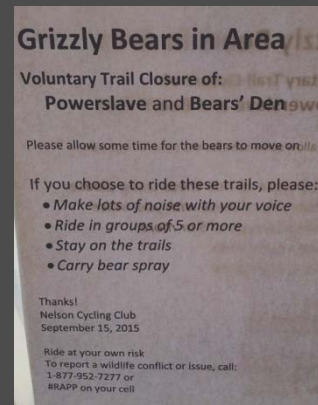 Grizzly Bears in Area
Voluntary Trail Closure of:
Powerslave and Bears' Den
Please allow some time for the bears to move on
If you choose to ride these trails, please:
• Make lots of noise with your voice
• Ride in groups of 5 or more
• Stay on the trails
• Carry bear spray
Thanks!
Nelson Cycling Club
September 15, 2015
Ride at your own risk
To report a wildlife conflict or issue, call:
1-877-952-7277 or
#RAPP on your cell